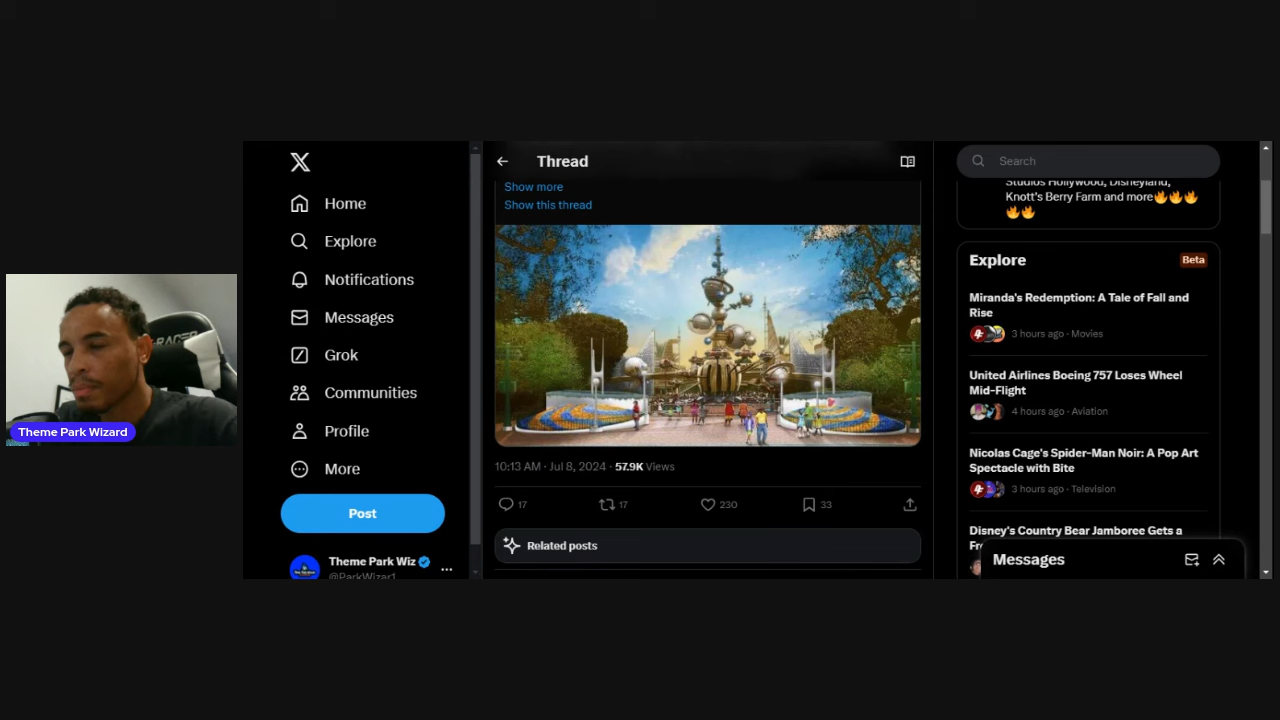 RACER
Theme Park Wizard
Home
Explore
Notifications
Messages
Grok
Communities
Profile
More
Post
Theme Park Wiz
@ParkWizar1
Thread
Show more
Show this thread
10:13 AM · Jul 8, 2024 · 57.9K Views
17
17
230
33
Related posts
Search
Studios Hollywood, Disneyland,
Knott's Berry Farm and more🔥🔥🔥
🔥🔥
Explore
Beta
Miranda's Redemption: A Tale of Fall and
Rise
3 hours ago · Movies
United Airlines Boeing 757 Loses Wheel
Mid-Flight
4 hours ago · Aviation
Nicolas Cage's Spider-Man Noir: A Pop Art
Spectacle with Bite
3 hours ago · Television
Disney's Country Bear Jamboree Gets a
Messages